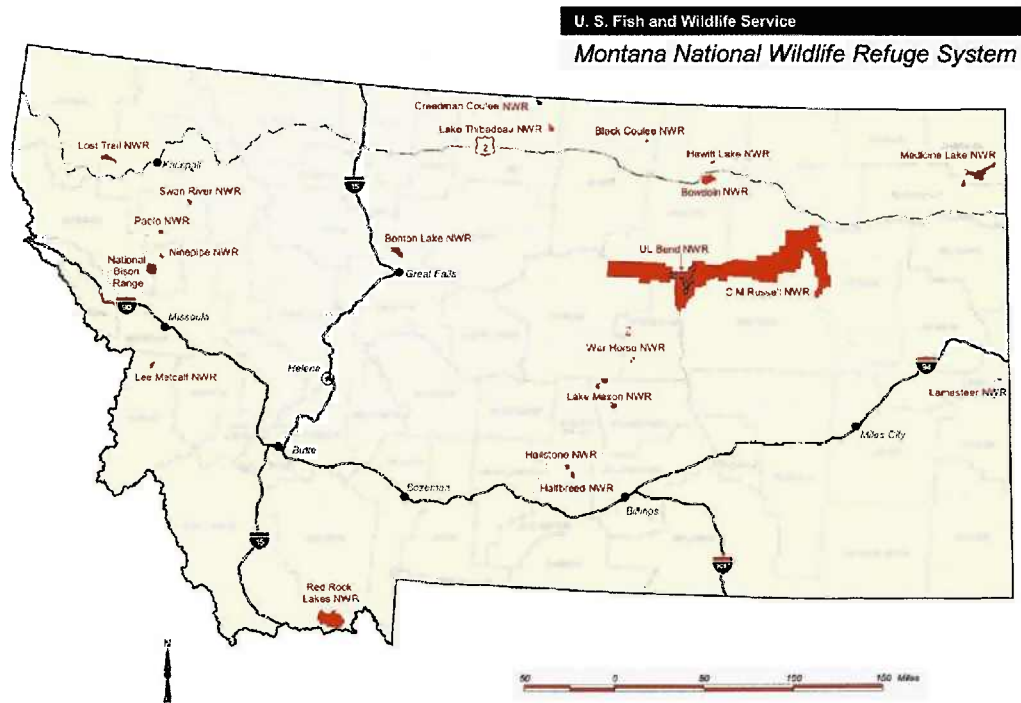 U. S. Fish and Wildlife Service
Montana National Wildlife Refuge System
Creedman Coulee NWR
Lake Thibadeau NWR
Black Coulee NWR
2
Lost Trail NWR
Kalispell
Hewitt Lake NWR
Medicine Lake NWR
15
Swan River NWR
Bowdoin NWR
Pablo NWR
Benton Lake NWR
Ninepipe NWR
UL Bend NWR
National
Bison
Range
Great Falls
C M Russell NWR
90
Missoula
War Horse NWR
Lee Metcalf NWR
Helena
94
Lake Mason NWR
Lamesteer NWR
Miles City
Butte
Hailstone NWR
Bozeman
Halfbreed NWR
Billings
15
Red Rock
Lakes NWR
N
50 0 50 100 150 Miles